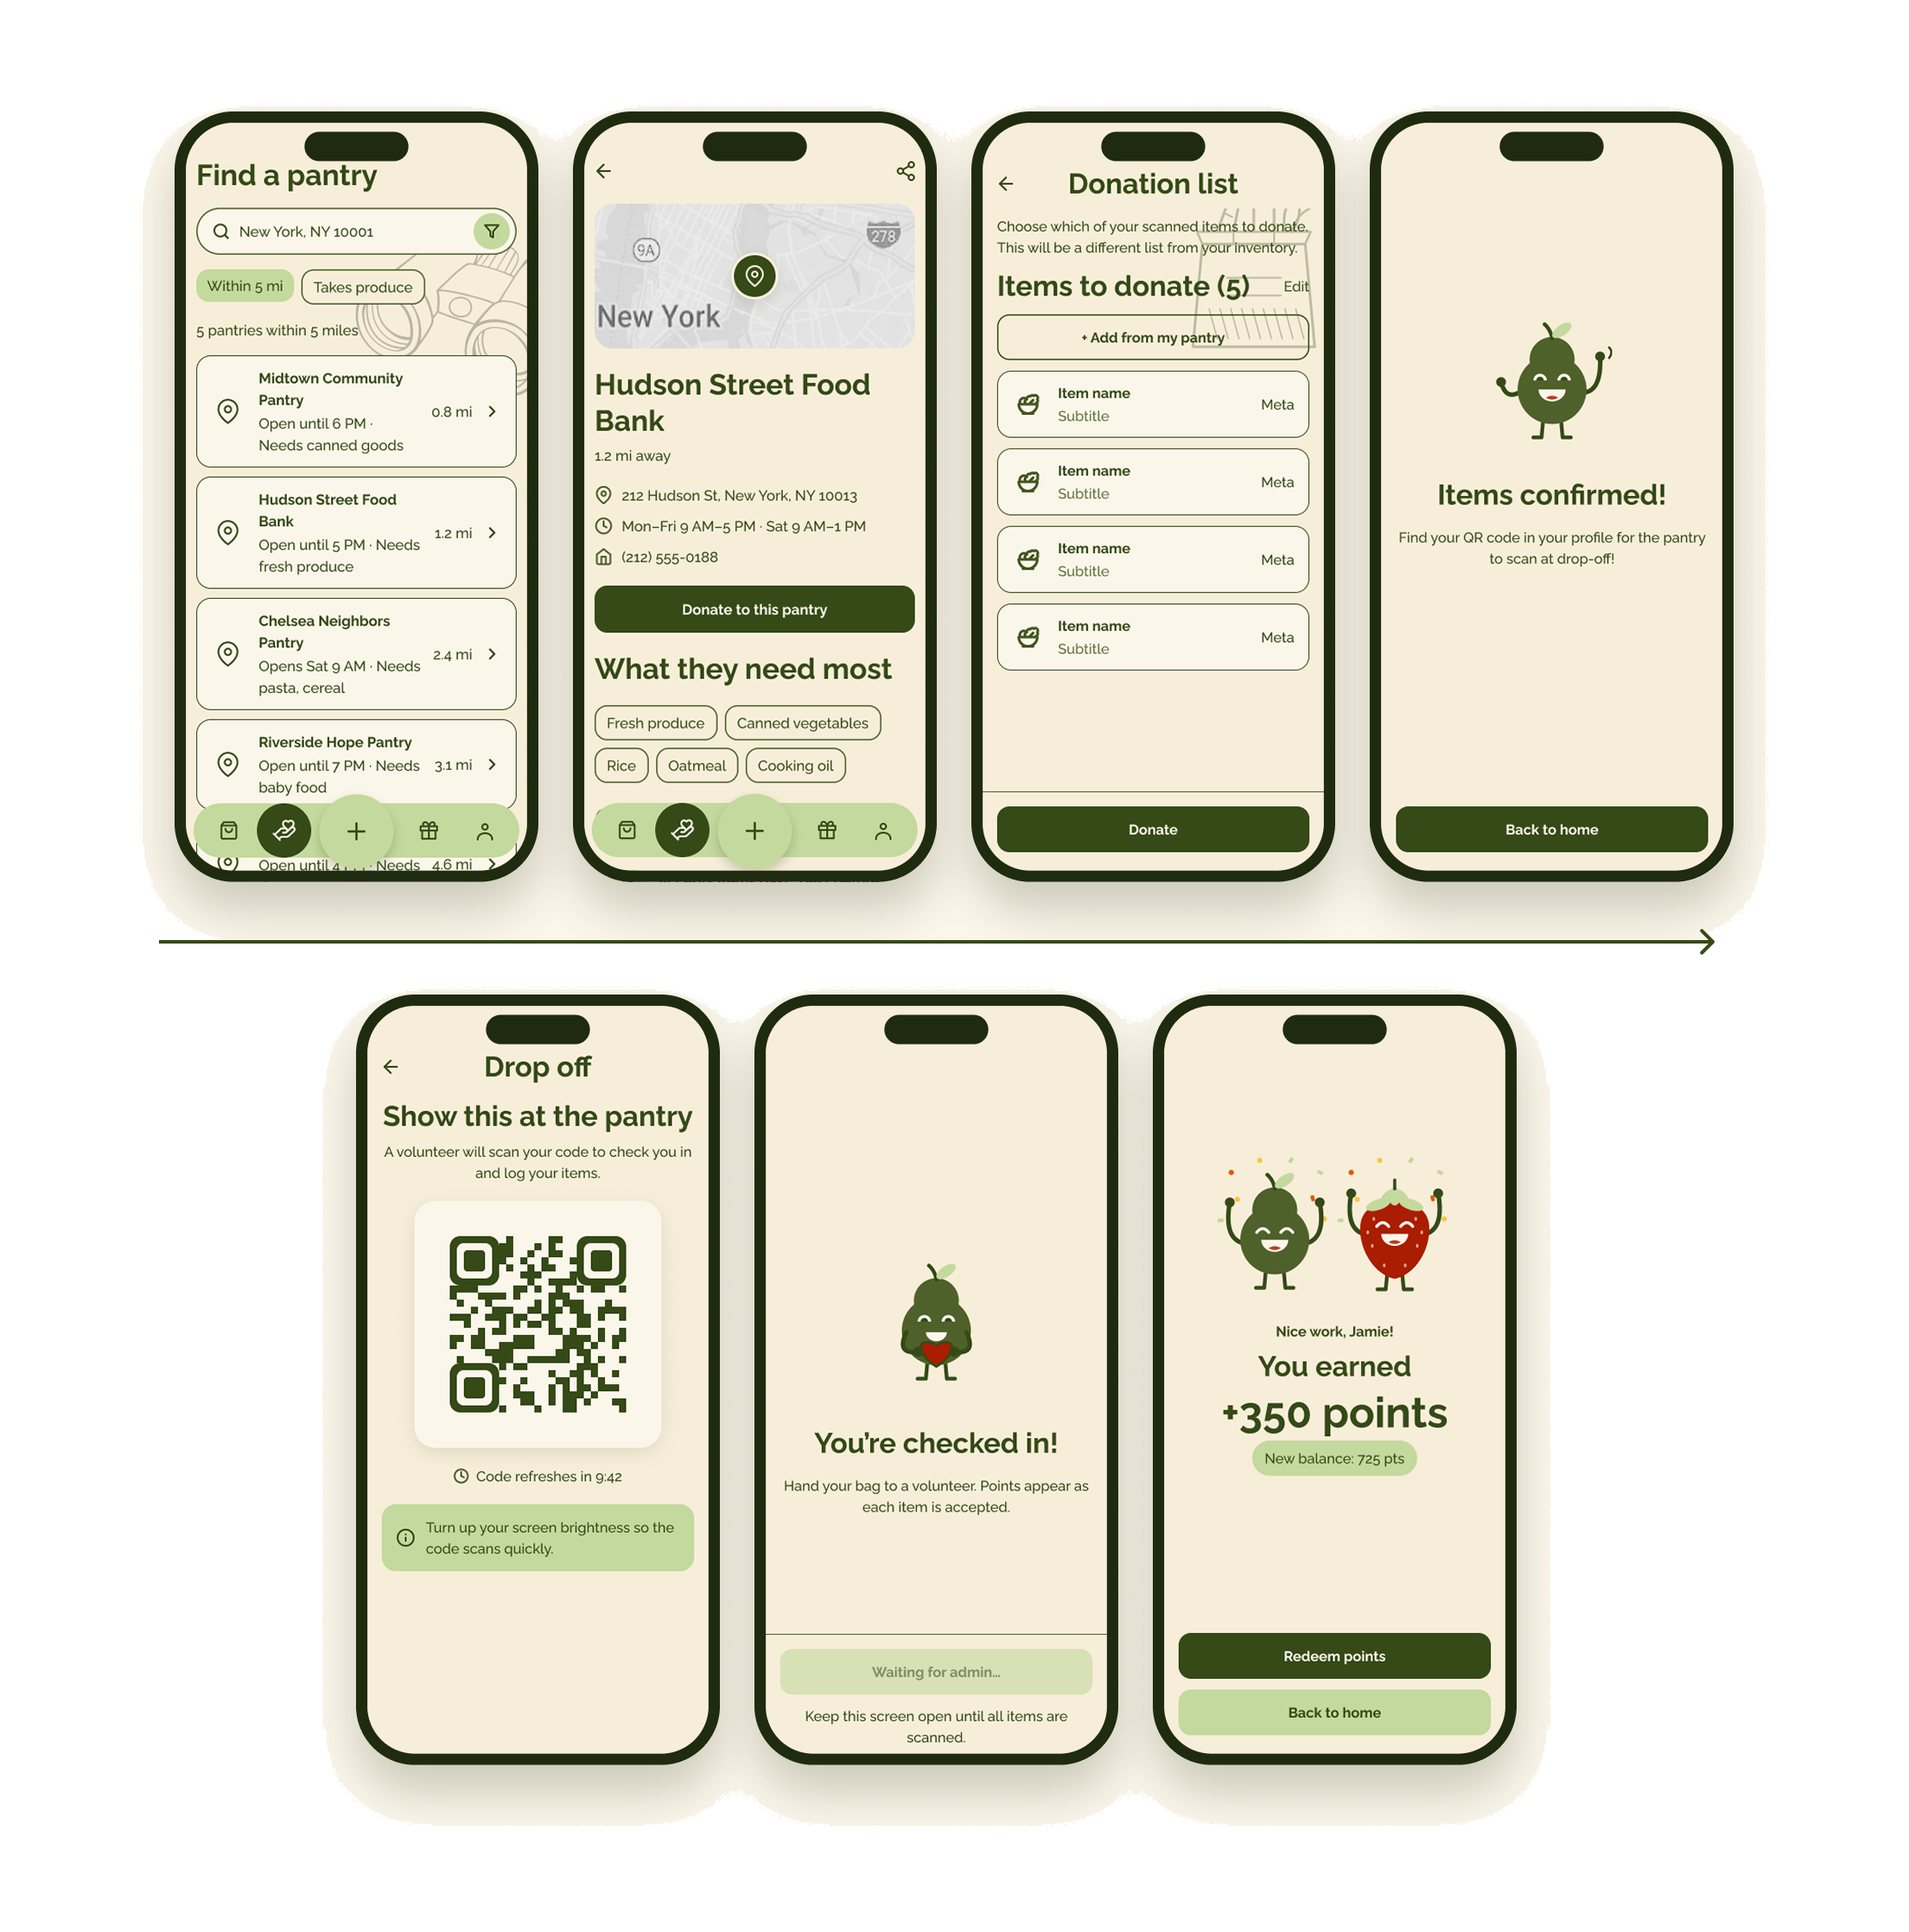 Find a pantry
New York, NY 10001
Within 5 mi
Takes produce
5 pantries within 5 miles
Midtown Community
Pantry
Open until 6 PM ·
Needs canned goods
0.8 mi
Hudson Street Food
Bank
Open until 5 PM · Needs
fresh produce
1.2 mi
Chelsea Neighbors
Pantry
Opens Sat 9 AM · Needs
pasta, cereal
2.4 mi
Riverside Hope Pantry
Open until 7 PM · Needs
baby food
3.1 mi
Open until 4 Needs
4.6 mi
9A
278
New York
Hudson Street Food
Bank
1.2 mi away
212 Hudson St, New York, NY 10013
Mon–Fri 9 AM–5 PM · Sat 9 AM–1 PM
(212) 555-0188
Donate to this pantry
What they need most
Fresh produce
Canned vegetables
Rice
Oatmeal
Cooking oil
Donation list
Choose which of your scanned items to donate.
This will be a different list from your inventory.
Items to donate (5)
Edit
+ Add from my pantry
Item name
Subtitle
Meta
Item name
Subtitle
Meta
Item name
Subtitle
Meta
Item name
Subtitle
Meta
Donate
Items confirmed!
Find your QR code in your profile for the pantry
to scan at drop-off!
Back to home
Drop off
Show this at the pantry
A volunteer will scan your code to check you in
and log your items.
Code refreshes in 9:42
Turn up your screen brightness so the
code scans quickly.
You're checked in!
Hand your bag to a volunteer. Points appear as
each item is accepted.
Waiting for admin...
Keep this screen open until all items are
scanned.
Nice work, Jamie!
You earned
+350 points
New balance: 725 pts
Redeem points
Back to home